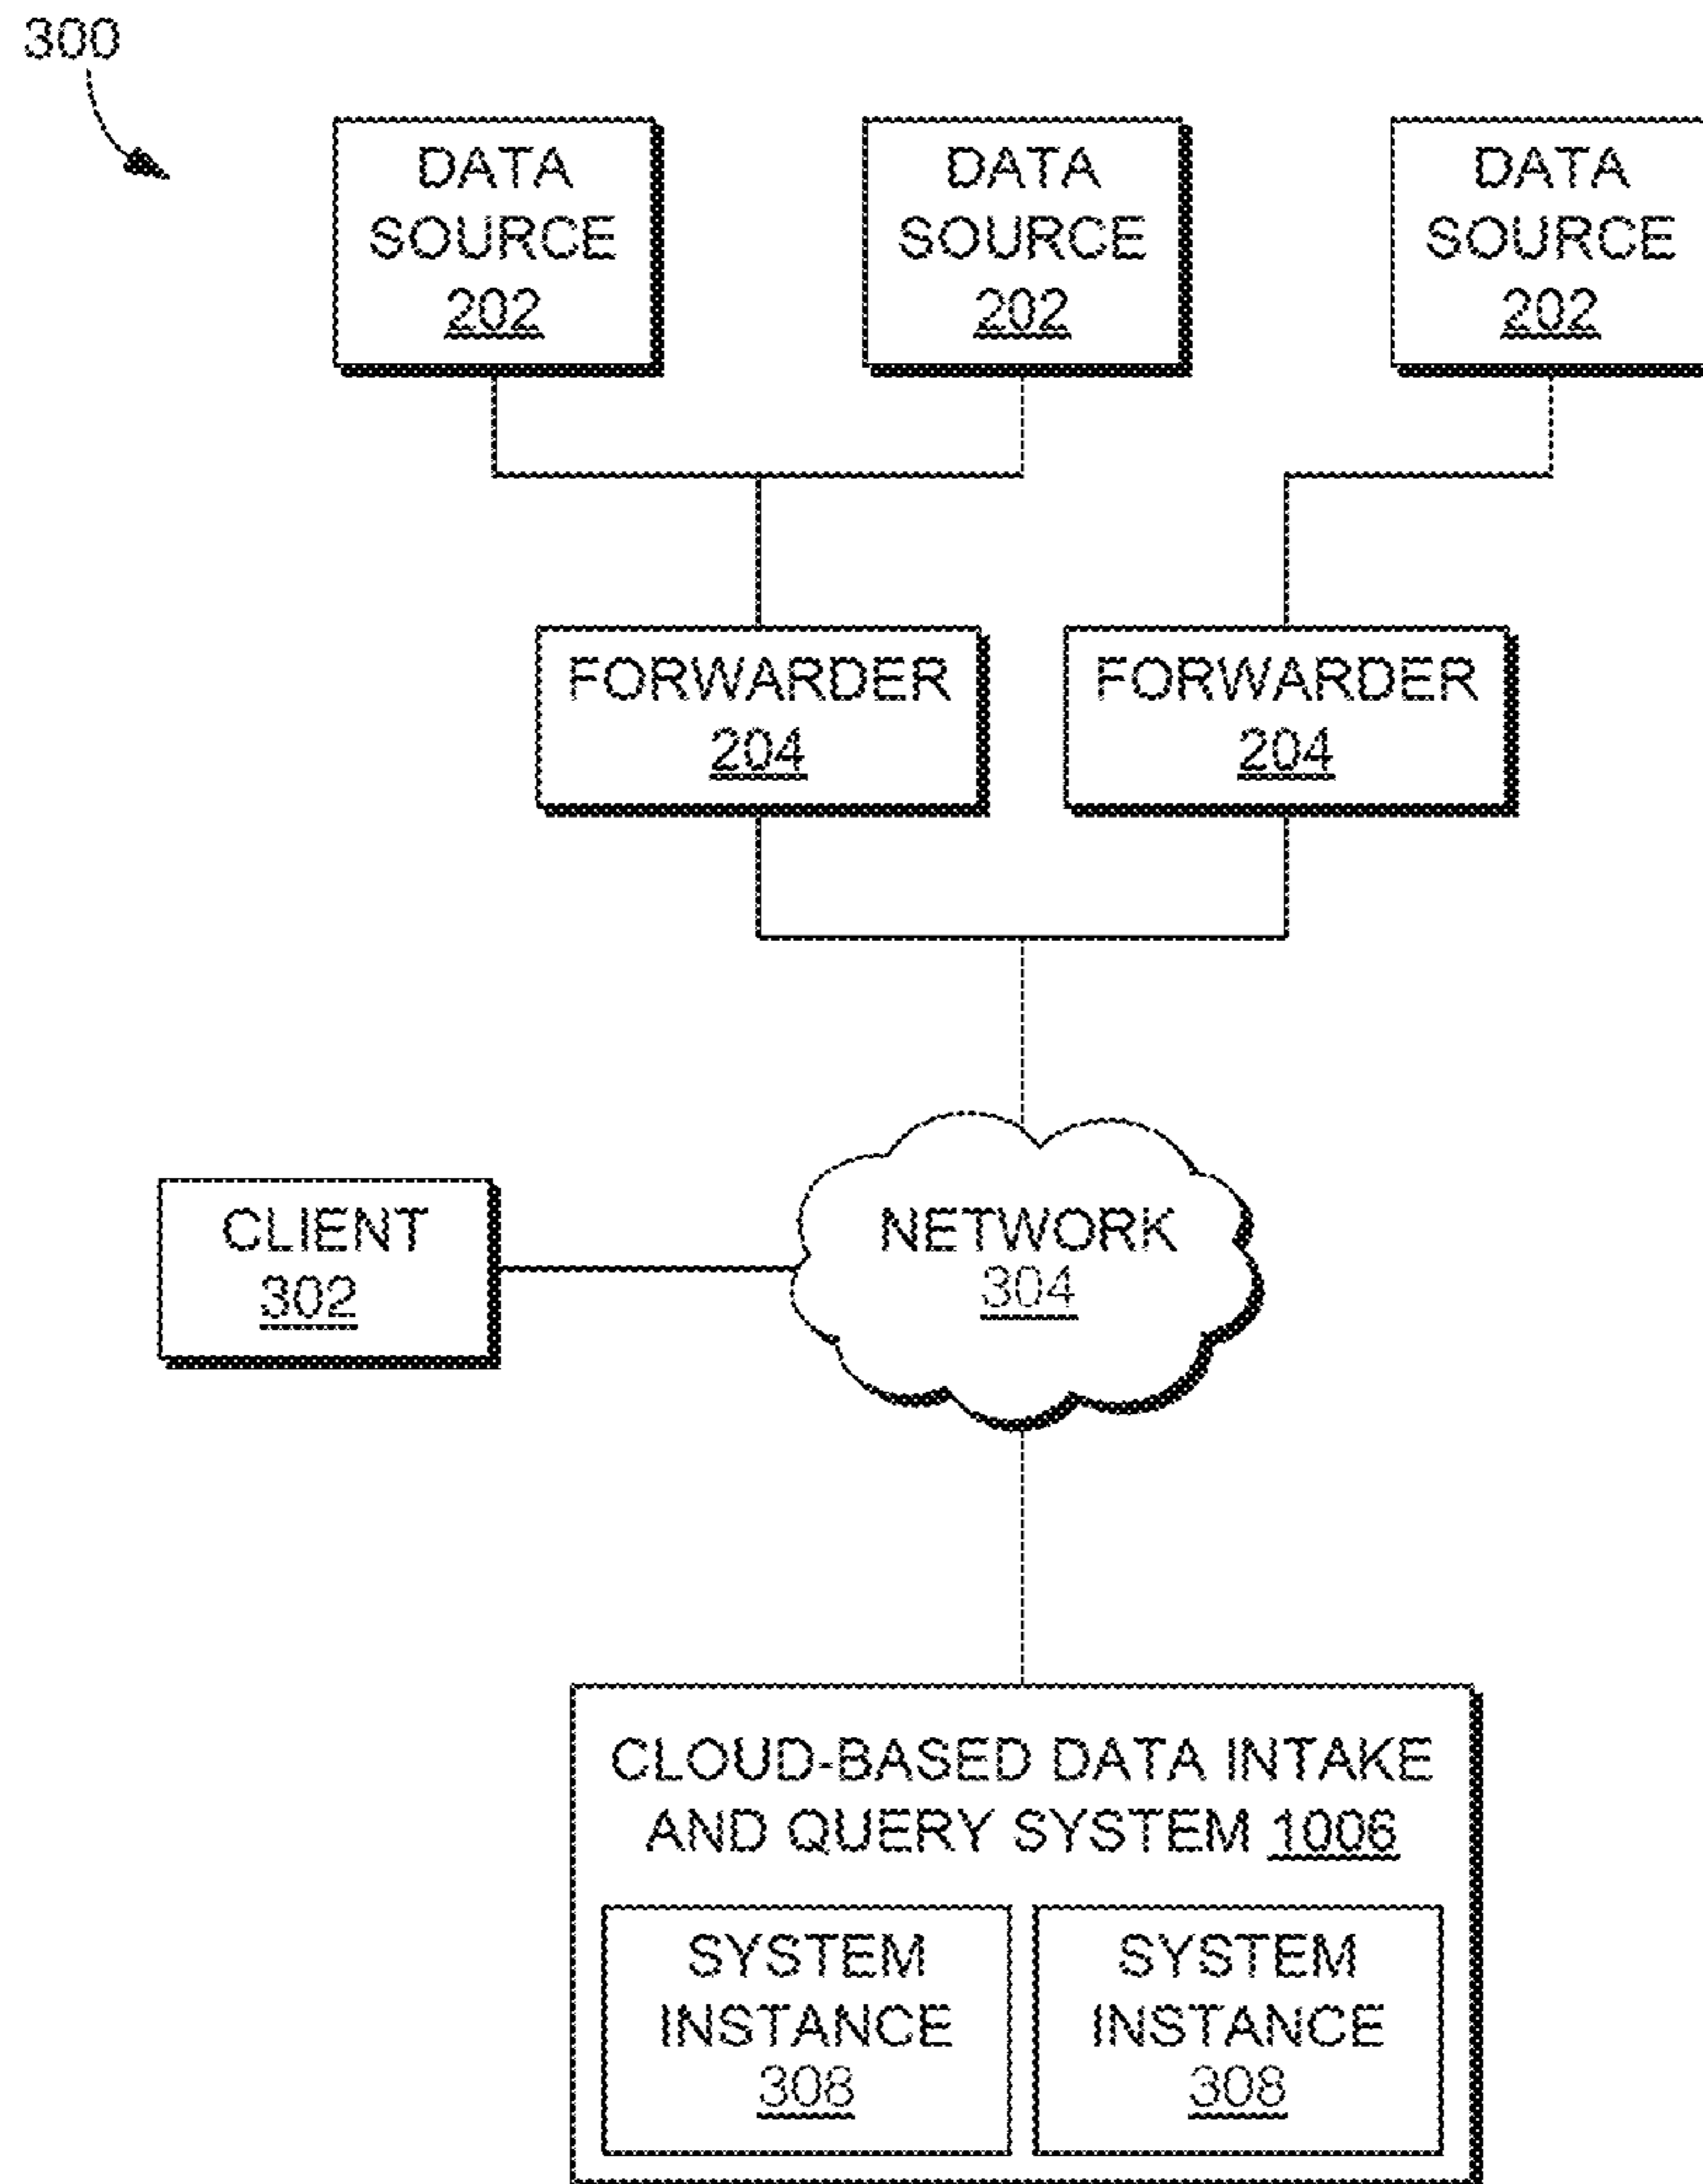 300
DATA
SOURCE
202
DATA
SOURCE
202
DATA
SOURCE
202
FORWARDER
204
FORWARDER
204
CLIENT
302
NETWORK
304
CLOUD-BASED DATA INTAKE
AND QUERY SYSTEM 1006
SYSTEM
INSTANCE
308
SYSTEM
INSTANCE
308